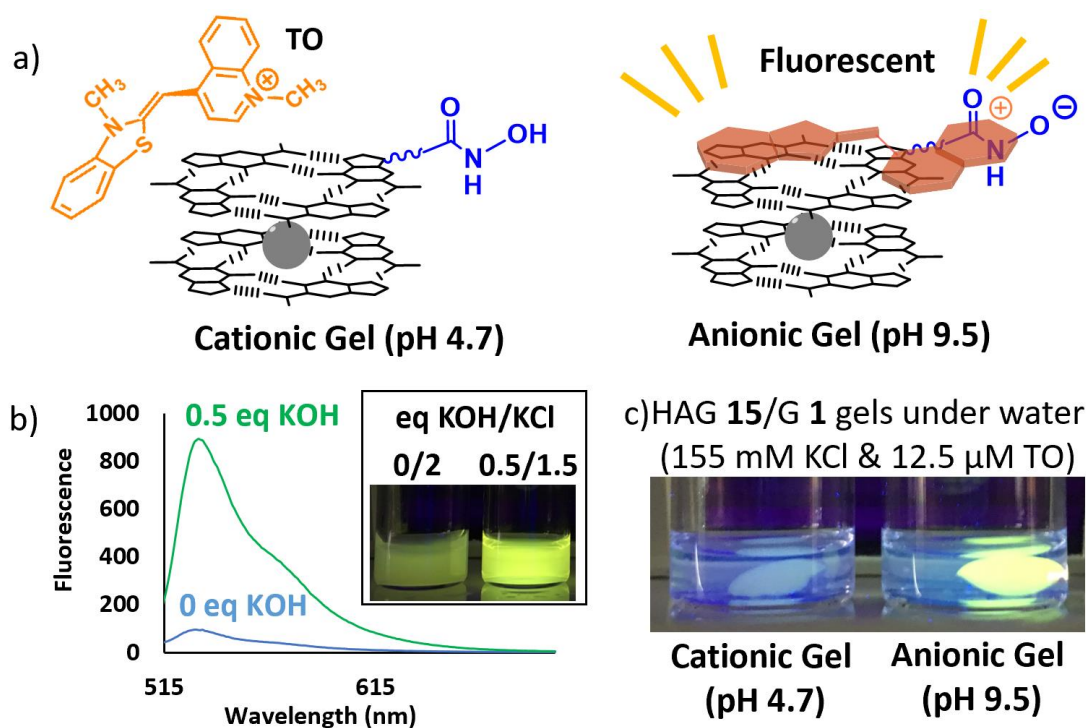 a)
TO
CH₃
N
S
N
⊕
CH₃
O
N
H
OH
Cationic Gel (pH 4.7)
Fluorescent
O
⊕
O
⊖
N
H
Anionic Gel (pH 9.5)
b)
1000
800
600
400
200
0
Fluorescence
0.5 eq KOH
0 eq KOH
515
615
Wavelength (nm)
eq KOH/KCl
0/2 0.5/1.5
c)HAG 15/G 1 gels under water
(155 mM KCl & 12.5 µM TO)
Cationic Gel
(pH 4.7)
Anionic Gel
(pH 9.5)